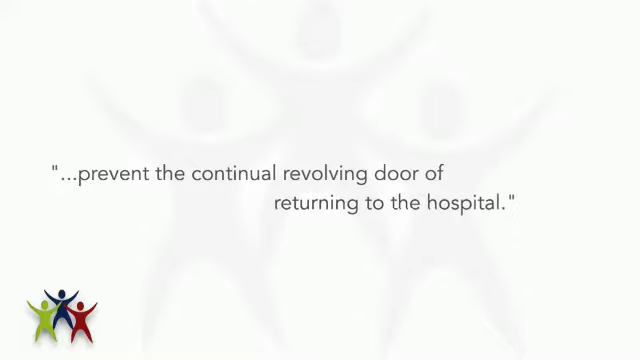 "...prevent the continual revolving door of
returning to the hospital."